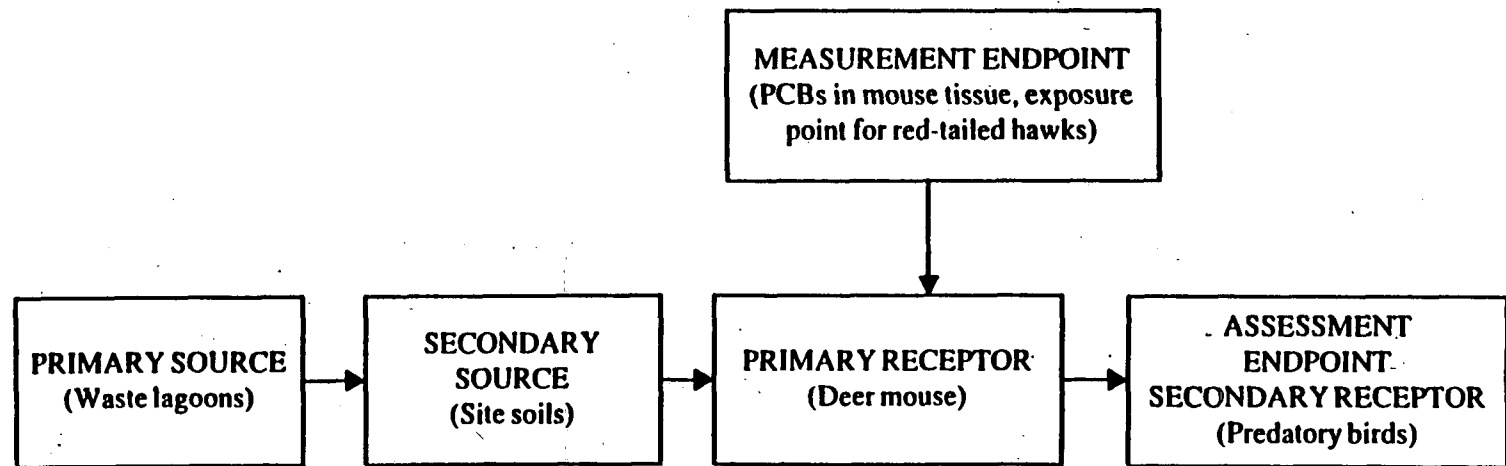 MEASUREMENT ENDPOINT
(PCBs in mouse tissue, exposure
point for red-tailed hawks)
PRIMARY SOURCE
(Waste lagoons)
SECONDARY
SOURCE
(Site soils)
PRIMARY RECEPTOR
(Deer mouse)
ASSESSMENT
ENDPOINT-
SECONDARY RECEPTOR
(Predatory birds)